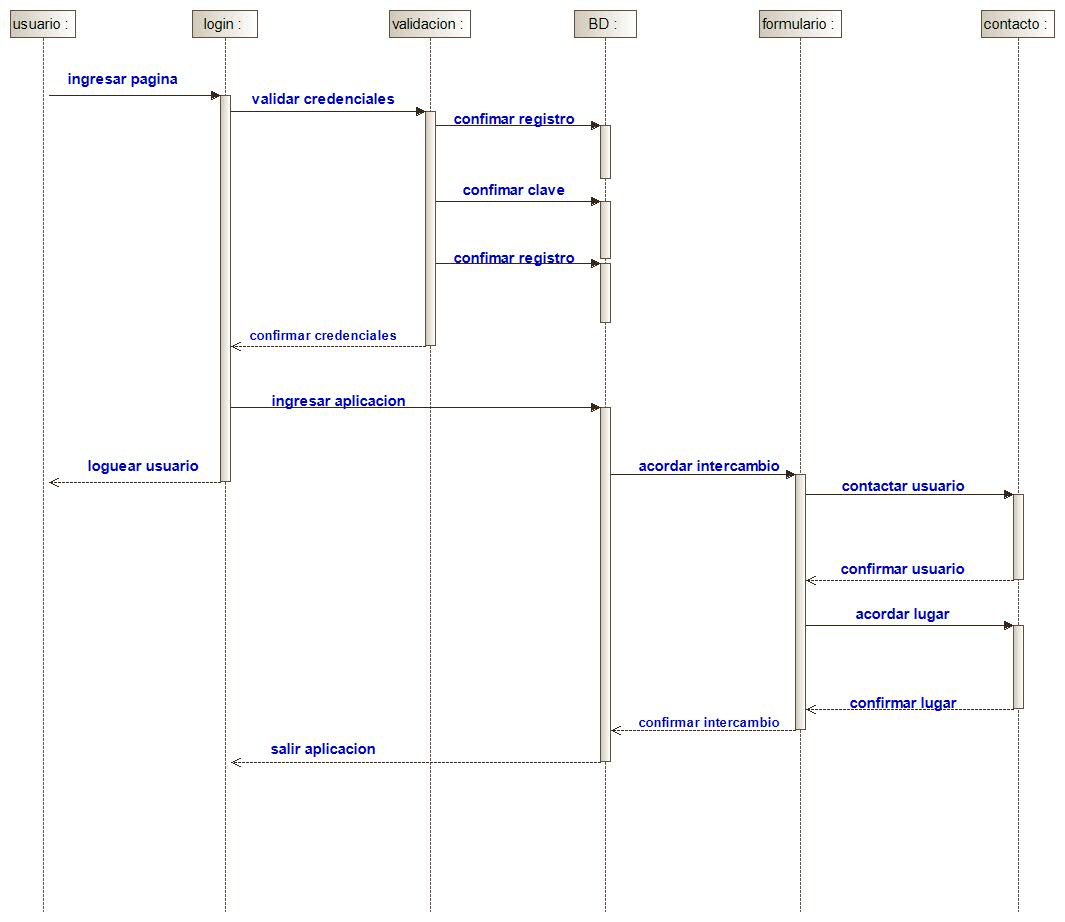 usuario :
login :
validacion :
BD :
formulario :
contacto :
ingresar pagina
validar credenciales
confimar registro
confimar clave
confimar registro
confirmar credenciales
ingresar aplicacion
loguear usuario
acordar intercambio
contactar usuario
confirmar usuario
acordar lugar
confirmar lugar
confirmar intercambio
salir aplicacion